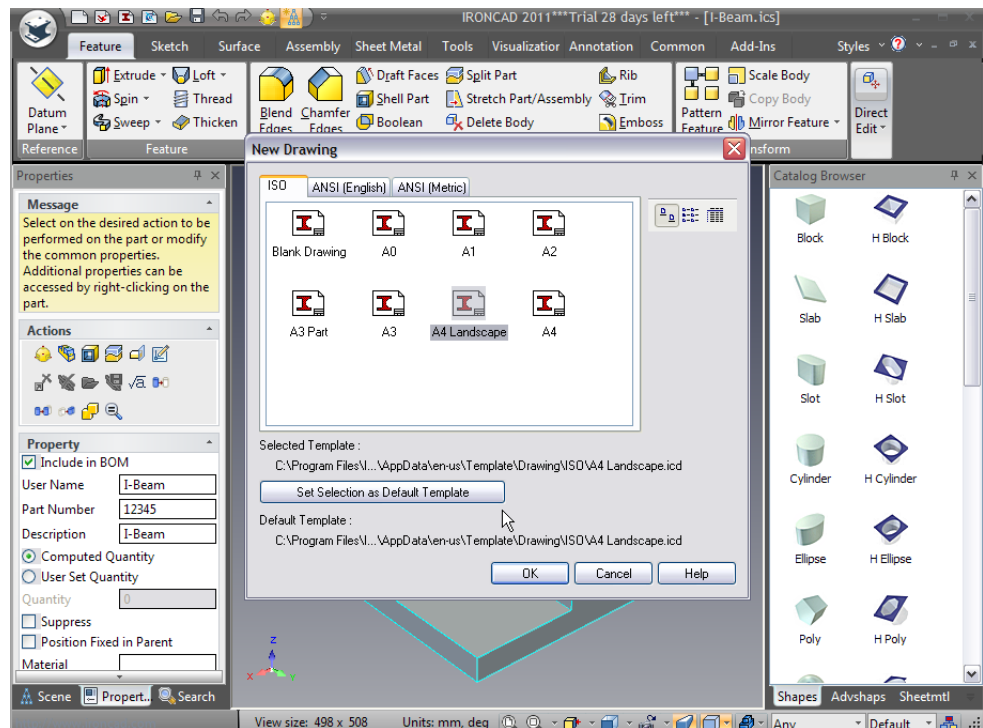 IRONCAD 2011***Trial 28 days left*** - [I-Beam.ics]
Feature Sketch Surface Assembly Sheet Metal Tools Visualization Annotation Common Add-Ins Styles
Extrude Loft Draft Faces Split Part Rib Scale Body
Spin Thread Shell Part Stretch Part/Assembly Trim Copy Body
Datum Plane Sweep Thicken Blend Edges Chamfer Edges Boolean Delete Body Emboss Pattern Feature Mirror Feature Direct Edit
Reference Feature nsform
Properties
Message
Select on the desired action to be
performed on the part or modify
the common properties.
Additional properties can be
accessed by right-clicking on the
part.
Actions
Property
Include in BOM
User Name I-Beam
Part Number 12345
Description I-Beam
Computed Quantity
User Set Quantity
Quantity 0
Suppress
Position Fixed in Parent
Material
Scene Propert... Search
New Drawing
ISO ANSI (English) ANSI (Metric)
Blank Drawing A0 A1 A2
A3 Part A3 A4 Landscape A4
Selected Template :
C:\Program Files\I...\AppData\en-us\Template\Drawing\ISO\A4 Landscape.icd
Set Selection as Default Template
Default Template :
C:\Program Files\I...\AppData\en-us\Template\Drawing\ISO\A4 Landscape.icd
OK Cancel Help
z
x y
Catalog Browser
Block H Block
Slab H Slab
Slot H Slot
Cylinder H Cylinder
Ellipse H Ellipse
Poly H Poly
Shapes Advshaps Sheetmtl
View size: 498 x 508 Units: mm, deg Any Default